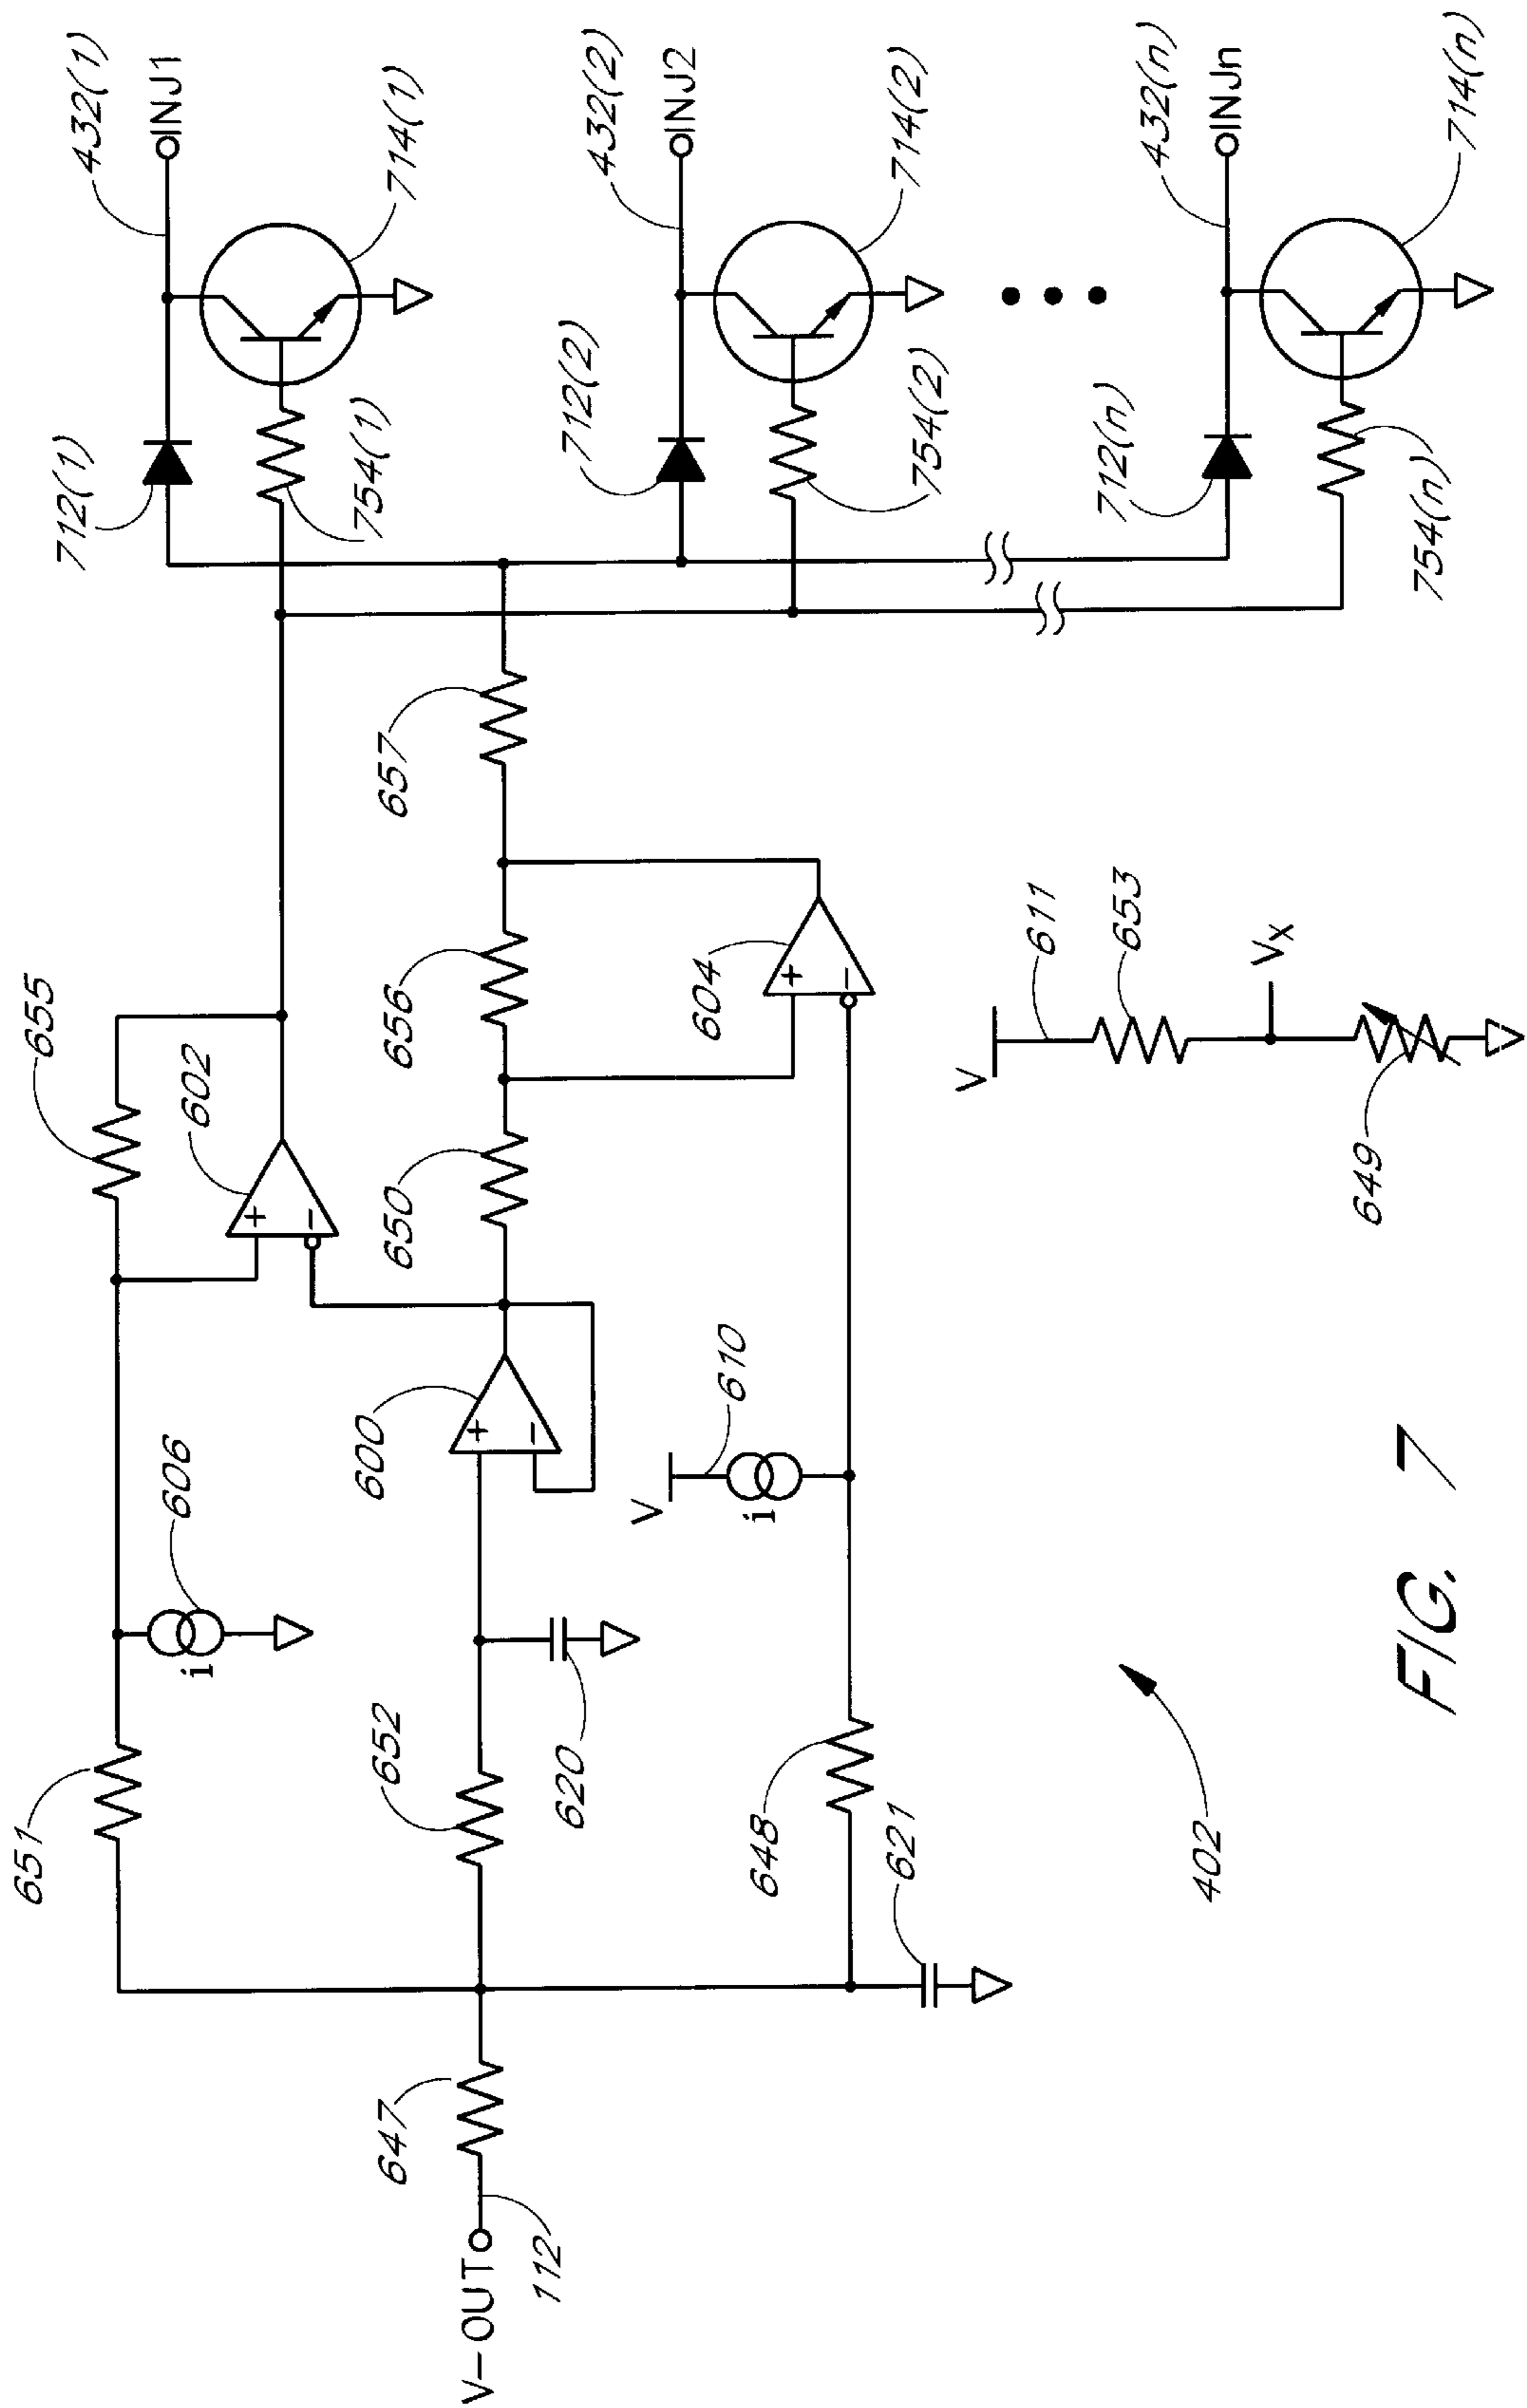 432(1)
INJ1
712(1)
714(1)
754(1)
432(2)
INJ2
712(2)
714(2)
754(2)
432(n)
INJn
712(n)
714(n)
754(n)
655
602
+
-
606
i
651
657
656
650
600
+
-
652
620
647
V-OUT
112
604
+
-
V
610
i
648
621
V
611
653
Vx
649
402
FIG. 7